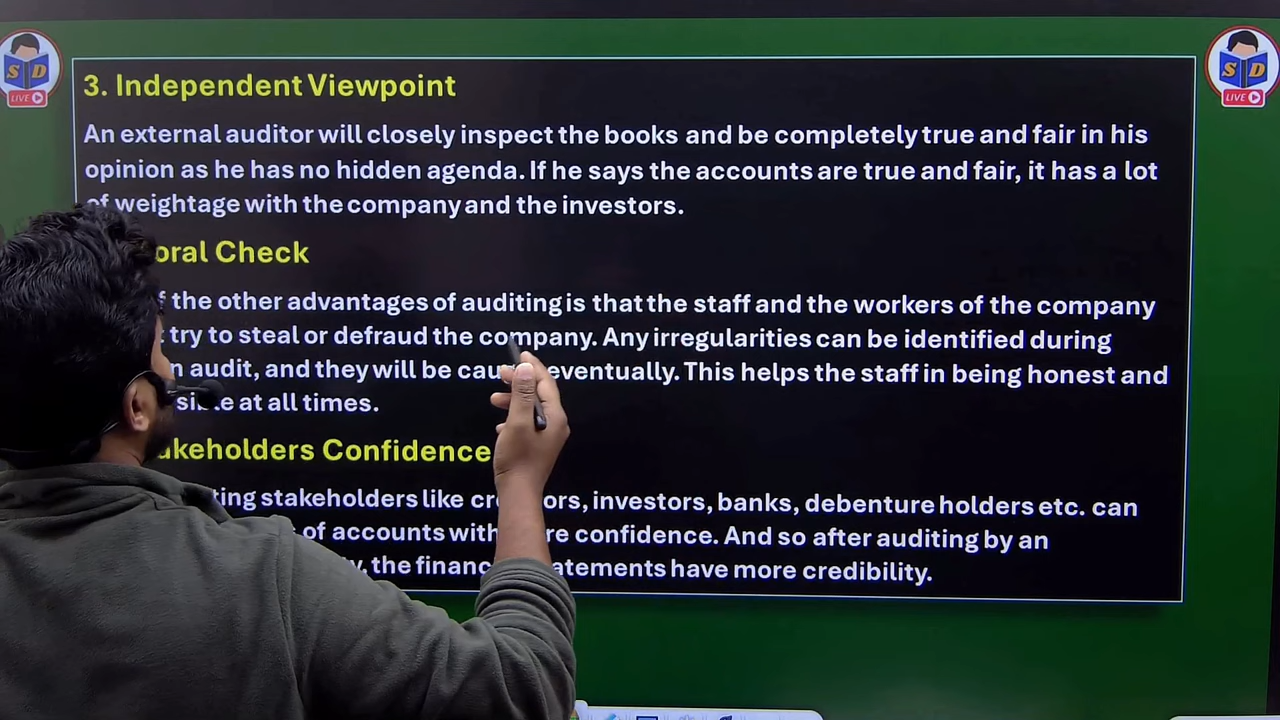 S D
LIVE
S D
LIVE
3. Independent Viewpoint
An external auditor will closely inspect the books and be completely true and fair in his
opinion as he has no hidden agenda. If he says the accounts are true and fair, it has a lot
of weightage with the company and the investors.
oral Check
f the other advantages of auditing is that the staff and the workers of the company
try to steal or defraud the company. Any irregularities can be identified during
n audit, and they will be eventually. This helps the staff in being honest and
at all times.
akeholders Confidence
ting stakeholders like investors, banks, debenture holders etc. can
of accounts with confidence. And so after auditing by an
the have more credibility.